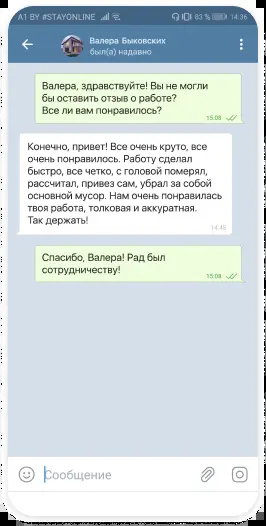 A1 BY #STAYONLINE 83 % 14:36
Валера Быковских
был(а) недавно
Валера, здравствуйте! Вы не могли
бы оставить отзыв о работе?
Все ли вам понравилось?
15:08
Конечно, привет! Все очень круто, все
очень понравилось. Работу сделал
быстро, все четко, с головой померял,
рассчитал, привез сам, убрал за собой
основной мусор. Нам очень понравилась
твоя работа, толковая и аккуратная.
Так держать!
14:48
Спасибо, Валера! Рад был
сотрудничеству!
15:08
Сообщение